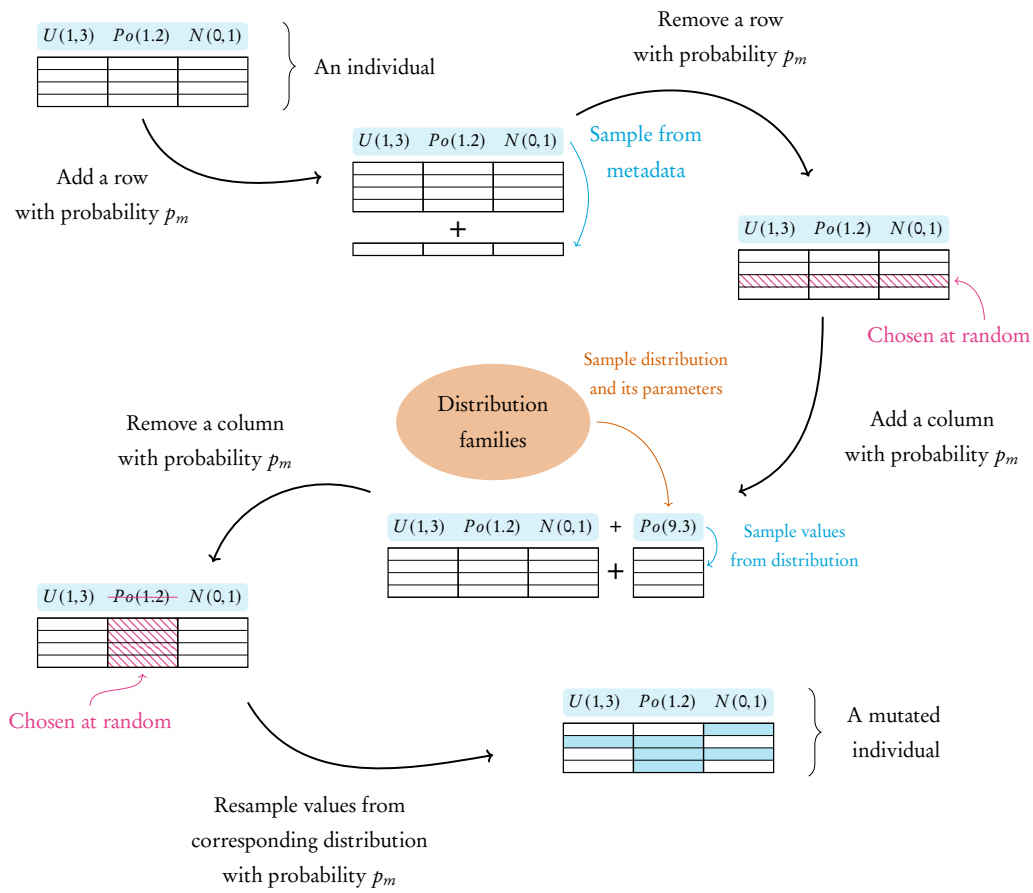 U(1,3) Po(1.2) N(0,1)
An individual
Add a row
with probability p_m
Remove a row
with probability p_m
U(1,3) Po(1.2) N(0,1)
+
Sample from
metadata
U(1,3) Po(1.2) N(0,1)
Chosen at random
Add a column
with probability p_m
Sample distribution
and its parameters
Distribution
families
U(1,3) Po(1.2) N(0,1) + Po(9.3)
+
Sample values
from distribution
Remove a column
with probability p_m
U(1,3) Po(1.2) N(0,1)
Chosen at random
Resample values from
corresponding distribution
with probability p_m
U(1,3) Po(1.2) N(0,1)
A mutated
individual